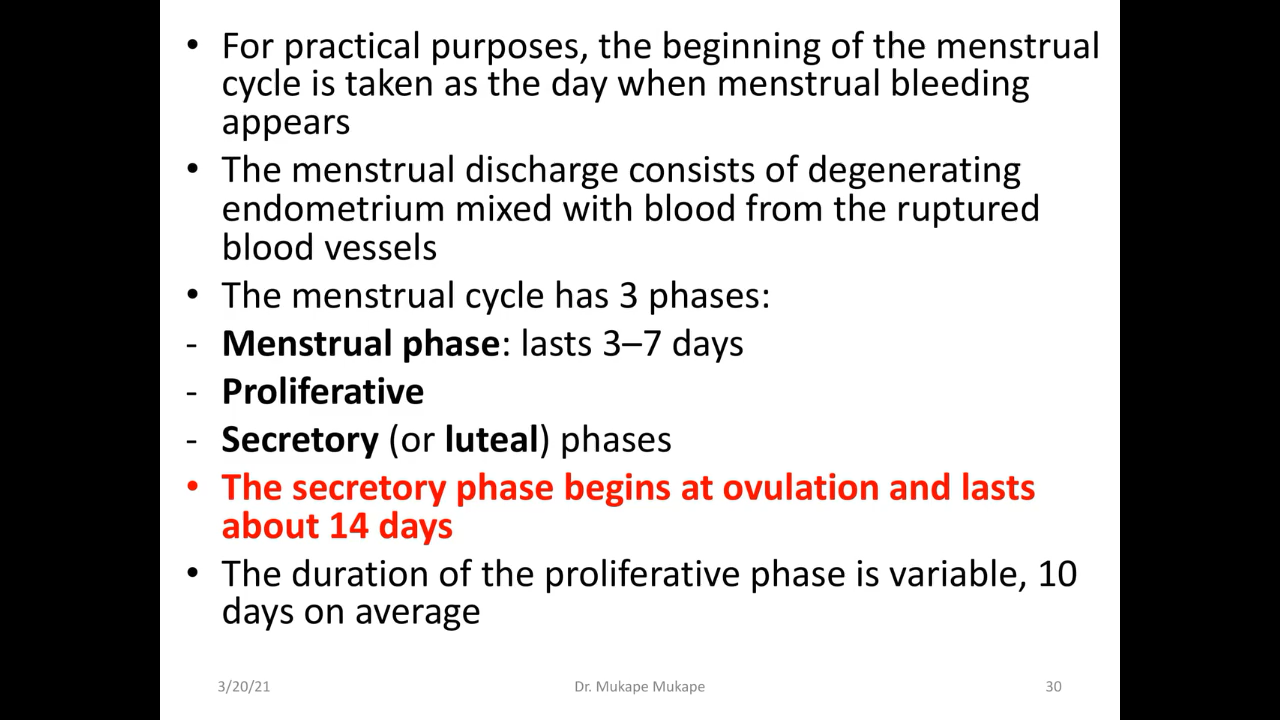 • For practical purposes, the beginning of the menstrual
cycle is taken as the day when menstrual bleeding
appears
• The menstrual discharge consists of degenerating
endometrium mixed with blood from the ruptured
blood vessels
• The menstrual cycle has 3 phases:
- Menstrual phase: lasts 3–7 days
- Proliferative
- Secretory (or luteal) phases
• The secretory phase begins at ovulation and lasts
about 14 days
• The duration of the proliferative phase is variable, 10
days on average
3/20/21 Dr. Mukape Mukape 30